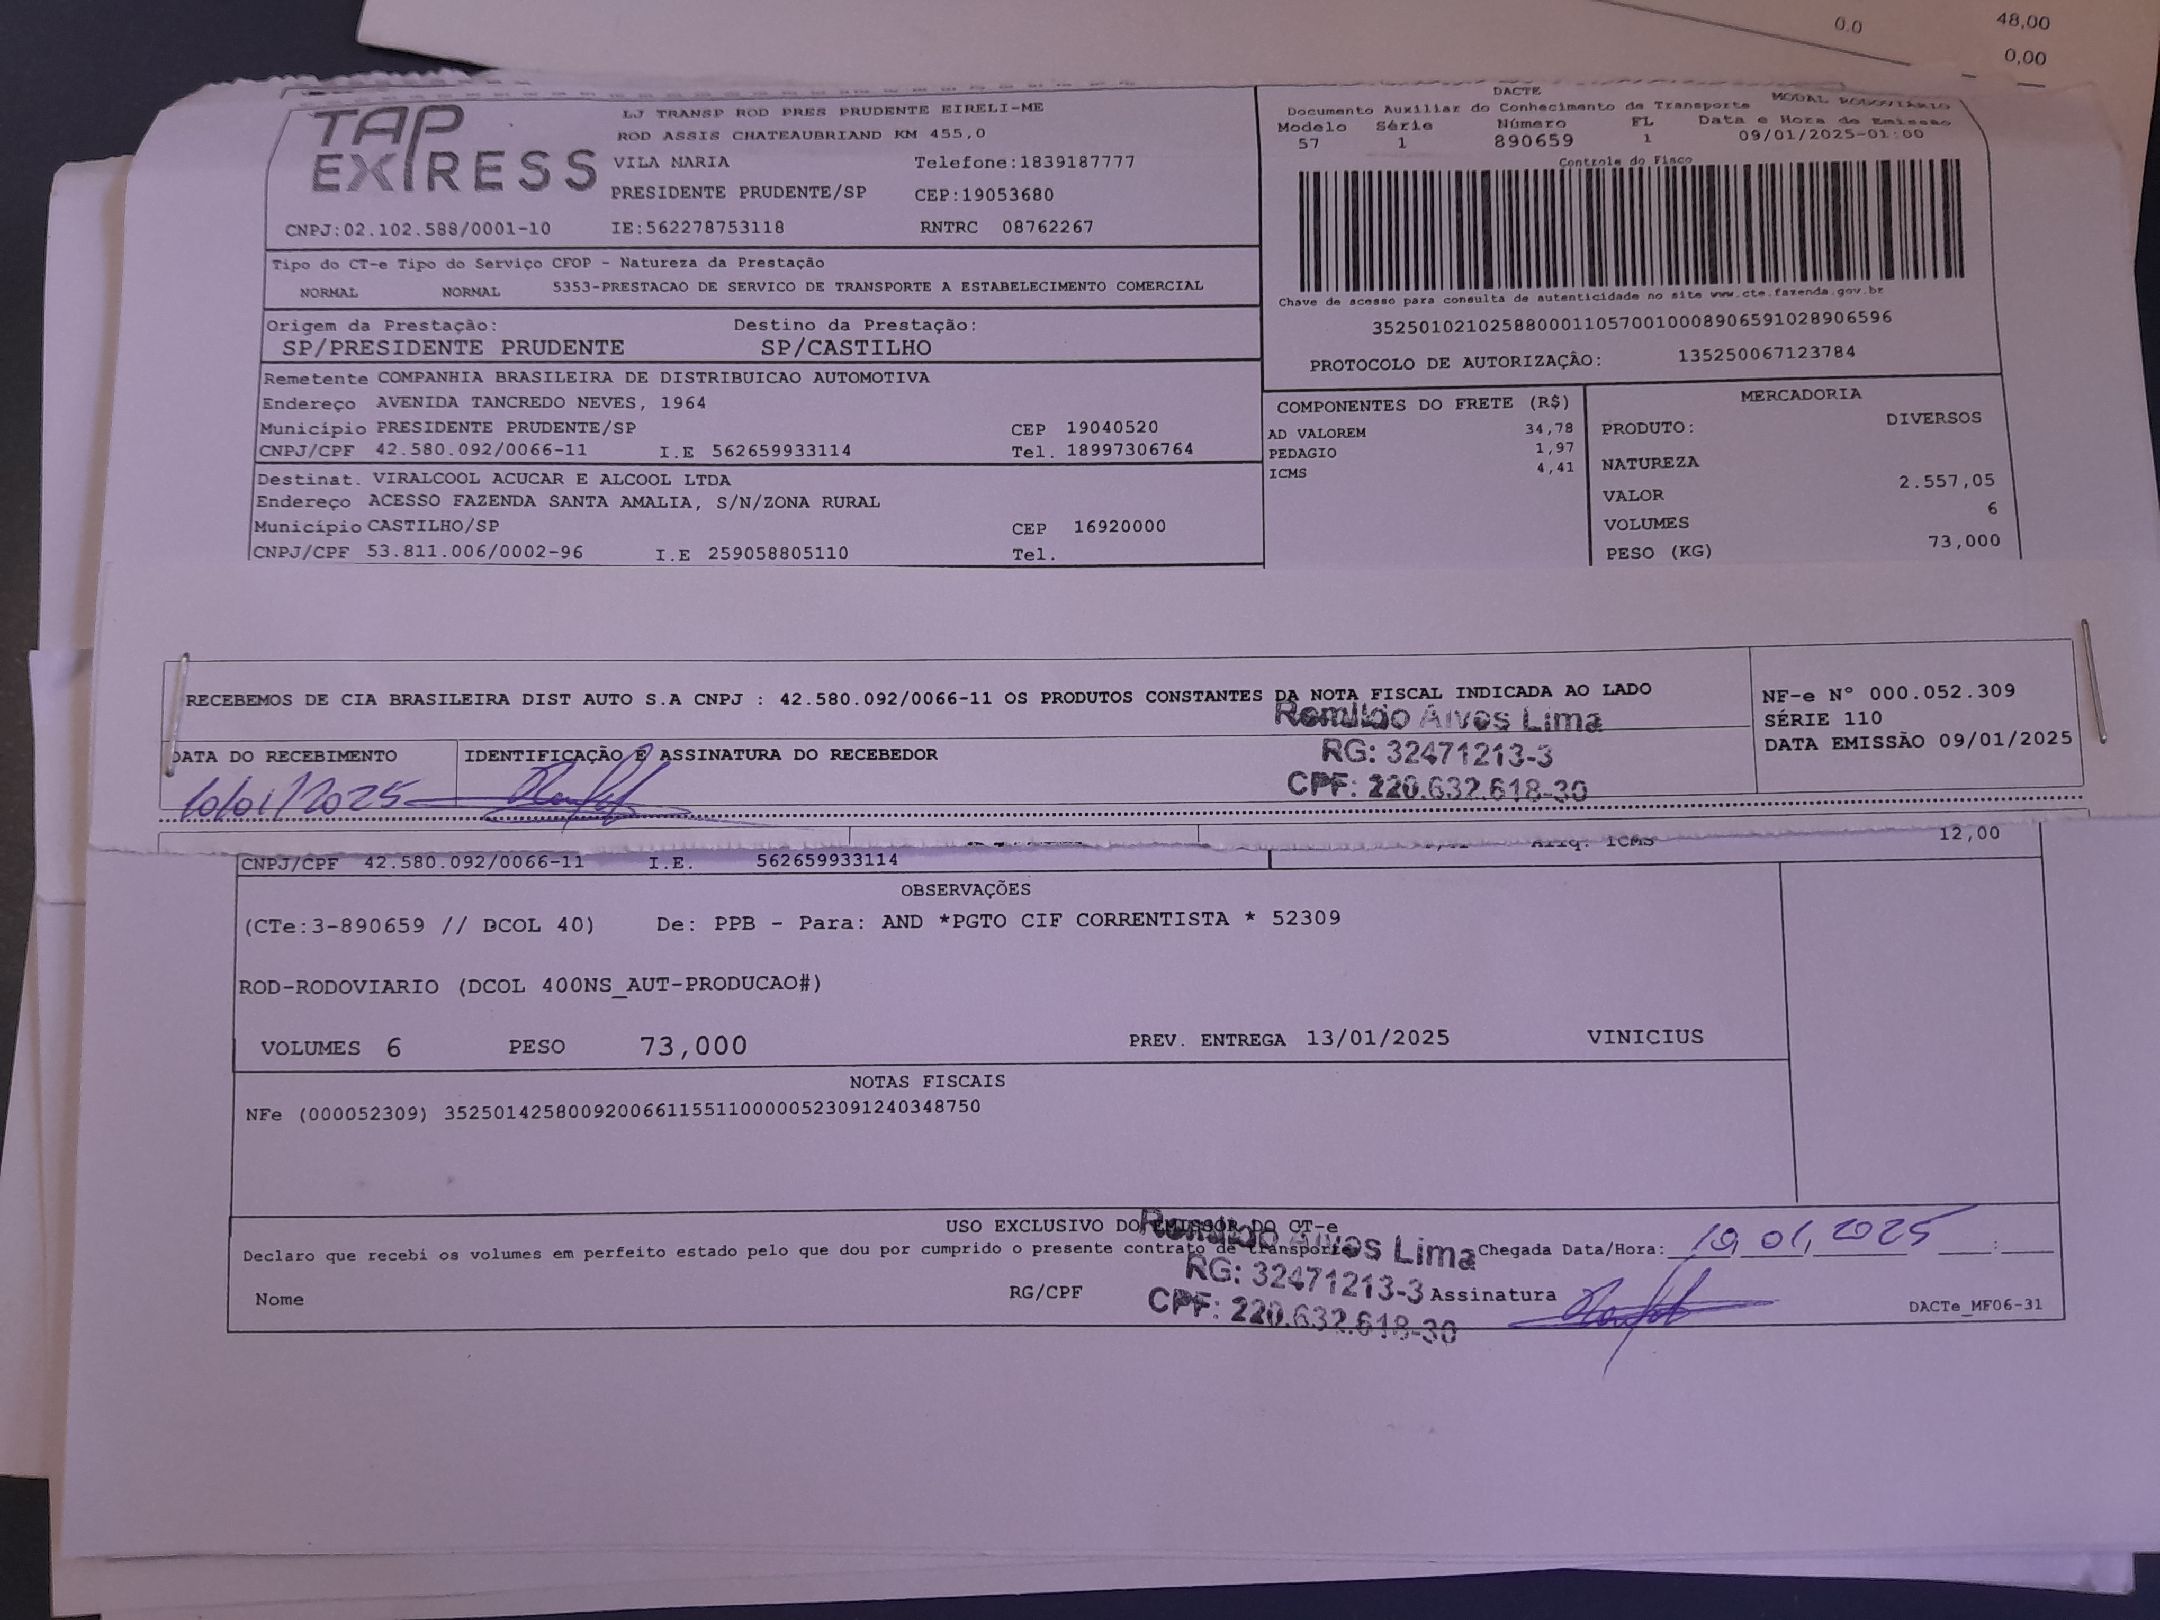 0.0 48,00
0,00
TAP EXPRESS
LJ TRANSP ROD PRES PRUDENTE EIRELI-ME
ROD ASSIS CHATEAUBRIAND KM 455,0
VILA MARIA Telefone:1839187777
PRESIDENTE PRUDENTE/SP CEP:19053680
CNPJ:02.102.588/0001-10 IE:562278753118 RNTRC 08762267
DACTE
Documento Auxiliar do Conhecimento de Transporte MODAL RODOVIÁRIO
Modelo Série Número FL Data e Hora de Emissão
57 1 890659 1 09/01/2025-01:00
Controle do Fisco
Chave de acesso para consulta de autenticidade no site www.cte.fazenda.gov.br
35250102102588000110570010008906591028906596
PROTOCOLO DE AUTORIZAÇÃO: 135250067123784
Tipo do CT-e Tipo do Serviço CFOP - Natureza da Prestação
NORMAL NORMAL 5353-PRESTACAO DE SERVICO DE TRANSPORTE A ESTABELECIMENTO COMERCIAL
Origem da Prestação: Destino da Prestação:
SP/PRESIDENTE PRUDENTE SP/CASTILHO
Remetente COMPANHIA BRASILEIRA DE DISTRIBUICAO AUTOMOTIVA
Endereço AVENIDA TANCREDO NEVES, 1964
Município PRESIDENTE PRUDENTE/SP CEP 19040520
CNPJ/CPF 42.580.092/0066-11 I.E 562659933114 Tel. 18997306764
Destinat. VIRALCOOL ACUCAR E ALCOOL LTDA
Endereço ACESSO FAZENDA SANTA AMALIA, S/N/ZONA RURAL
Município CASTILHO/SP CEP 16920000
CNPJ/CPF 53.811.006/0002-96 I.E 259058805110 Tel.
COMPONENTES DO FRETE (R$)
AD VALOREM 34,78
PEDAGIO 1,97
ICMS 4,41
MERCADORIA
PRODUTO: DIVERSOS
NATUREZA
VALOR 2.557,05
VOLUMES 6
PESO (KG) 73,000
RECEBEMOS DE CIA BRASILEIRA DIST AUTO S.A CNPJ : 42.580.092/0066-11 OS PRODUTOS CONSTANTES DA NOTA FISCAL INDICADA AO LADO
NF-e Nº 000.052.309
SÉRIE 110
DATA EMISSÃO 09/01/2025
Romildo Alves Lima
RG: 32471213-3
CPF: 220.632.618-30
DATA DO RECEBIMENTO IDENTIFICAÇÃO E ASSINATURA DO RECEBEDOR
10/01/2025
CNPJ/CPF 42.580.092/0066-11 I.E. 562659933114 Aliq. ICMS 12,00
OBSERVAÇÕES
(CTe:3-890659 // DCOL 40) De: PPB - Para: AND *PGTO CIF CORRENTISTA * 52309
ROD-RODOVIARIO (DCOL 400NS_AUT-PRODUCAO#)
VOLUMES 6 PESO 73,000 PREV. ENTREGA 13/01/2025 VINICIUS
NOTAS FISCAIS
NFe (000052309) 35250142580092006611551100000523091240348750
USO EXCLUSIVO DO EMISSOR DO CT-e
Declaro que recebi os volumes em perfeito estado pelo que dou por cumprido o presente contrato de transporte
Chegada Data/Hora: 10 01, 2025 :
Romildo Alves Lima
RG: 32471213-3
CPF: 220.632.618-30
Nome RG/CPF Assinatura DACTe_MF06-31